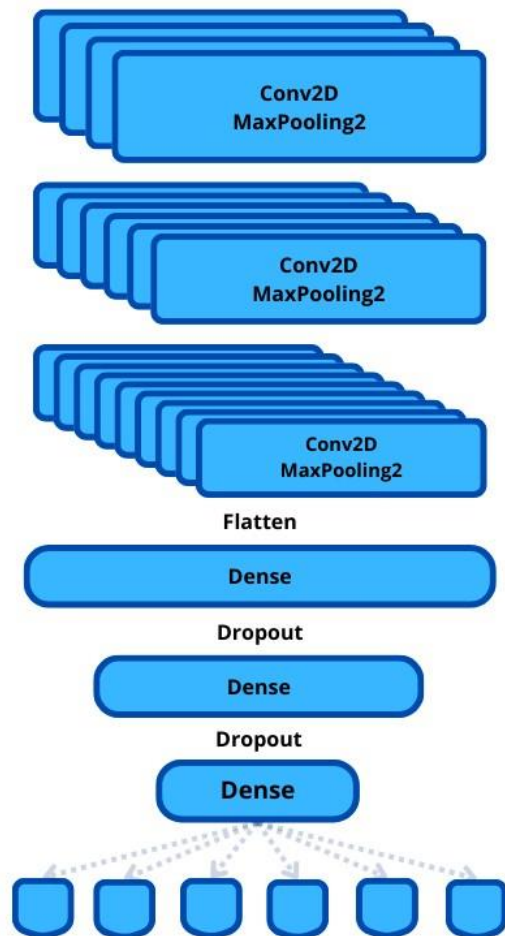 Conv2D
MaxPooling2
Conv2D
MaxPooling2
Conv2D
MaxPooling2
Flatten
Dense
Dropout
Dense
Dropout
Dense